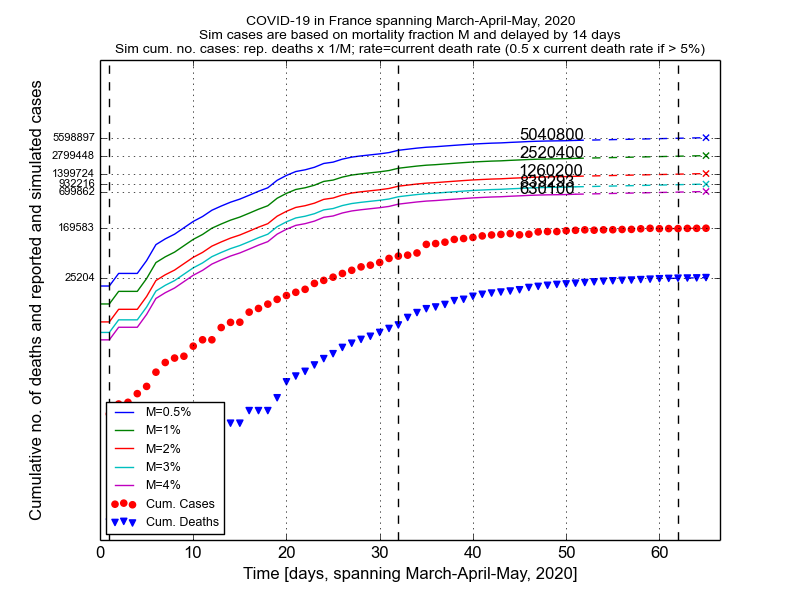 COVID-19 in France spanning March-April-May, 2020
Sim cases are based on mortality fraction M and delayed by 14 days
Sim cum. no. cases: rep. deaths x 1/M; rate=current death rate (0.5 x current death rate if > 5%)
Cumulative no. of deaths and reported and simulated cases
5598897
2799448
1399724
932216
699862
169583
25204
5040800
2520400
1260200
839293
630100
M=0.5%
M=1%
M=2%
M=3%
M=4%
Cum. Cases
Cum. Deaths
0 10 20 30 40 50 60
Time [days, spanning March-April-May, 2020]